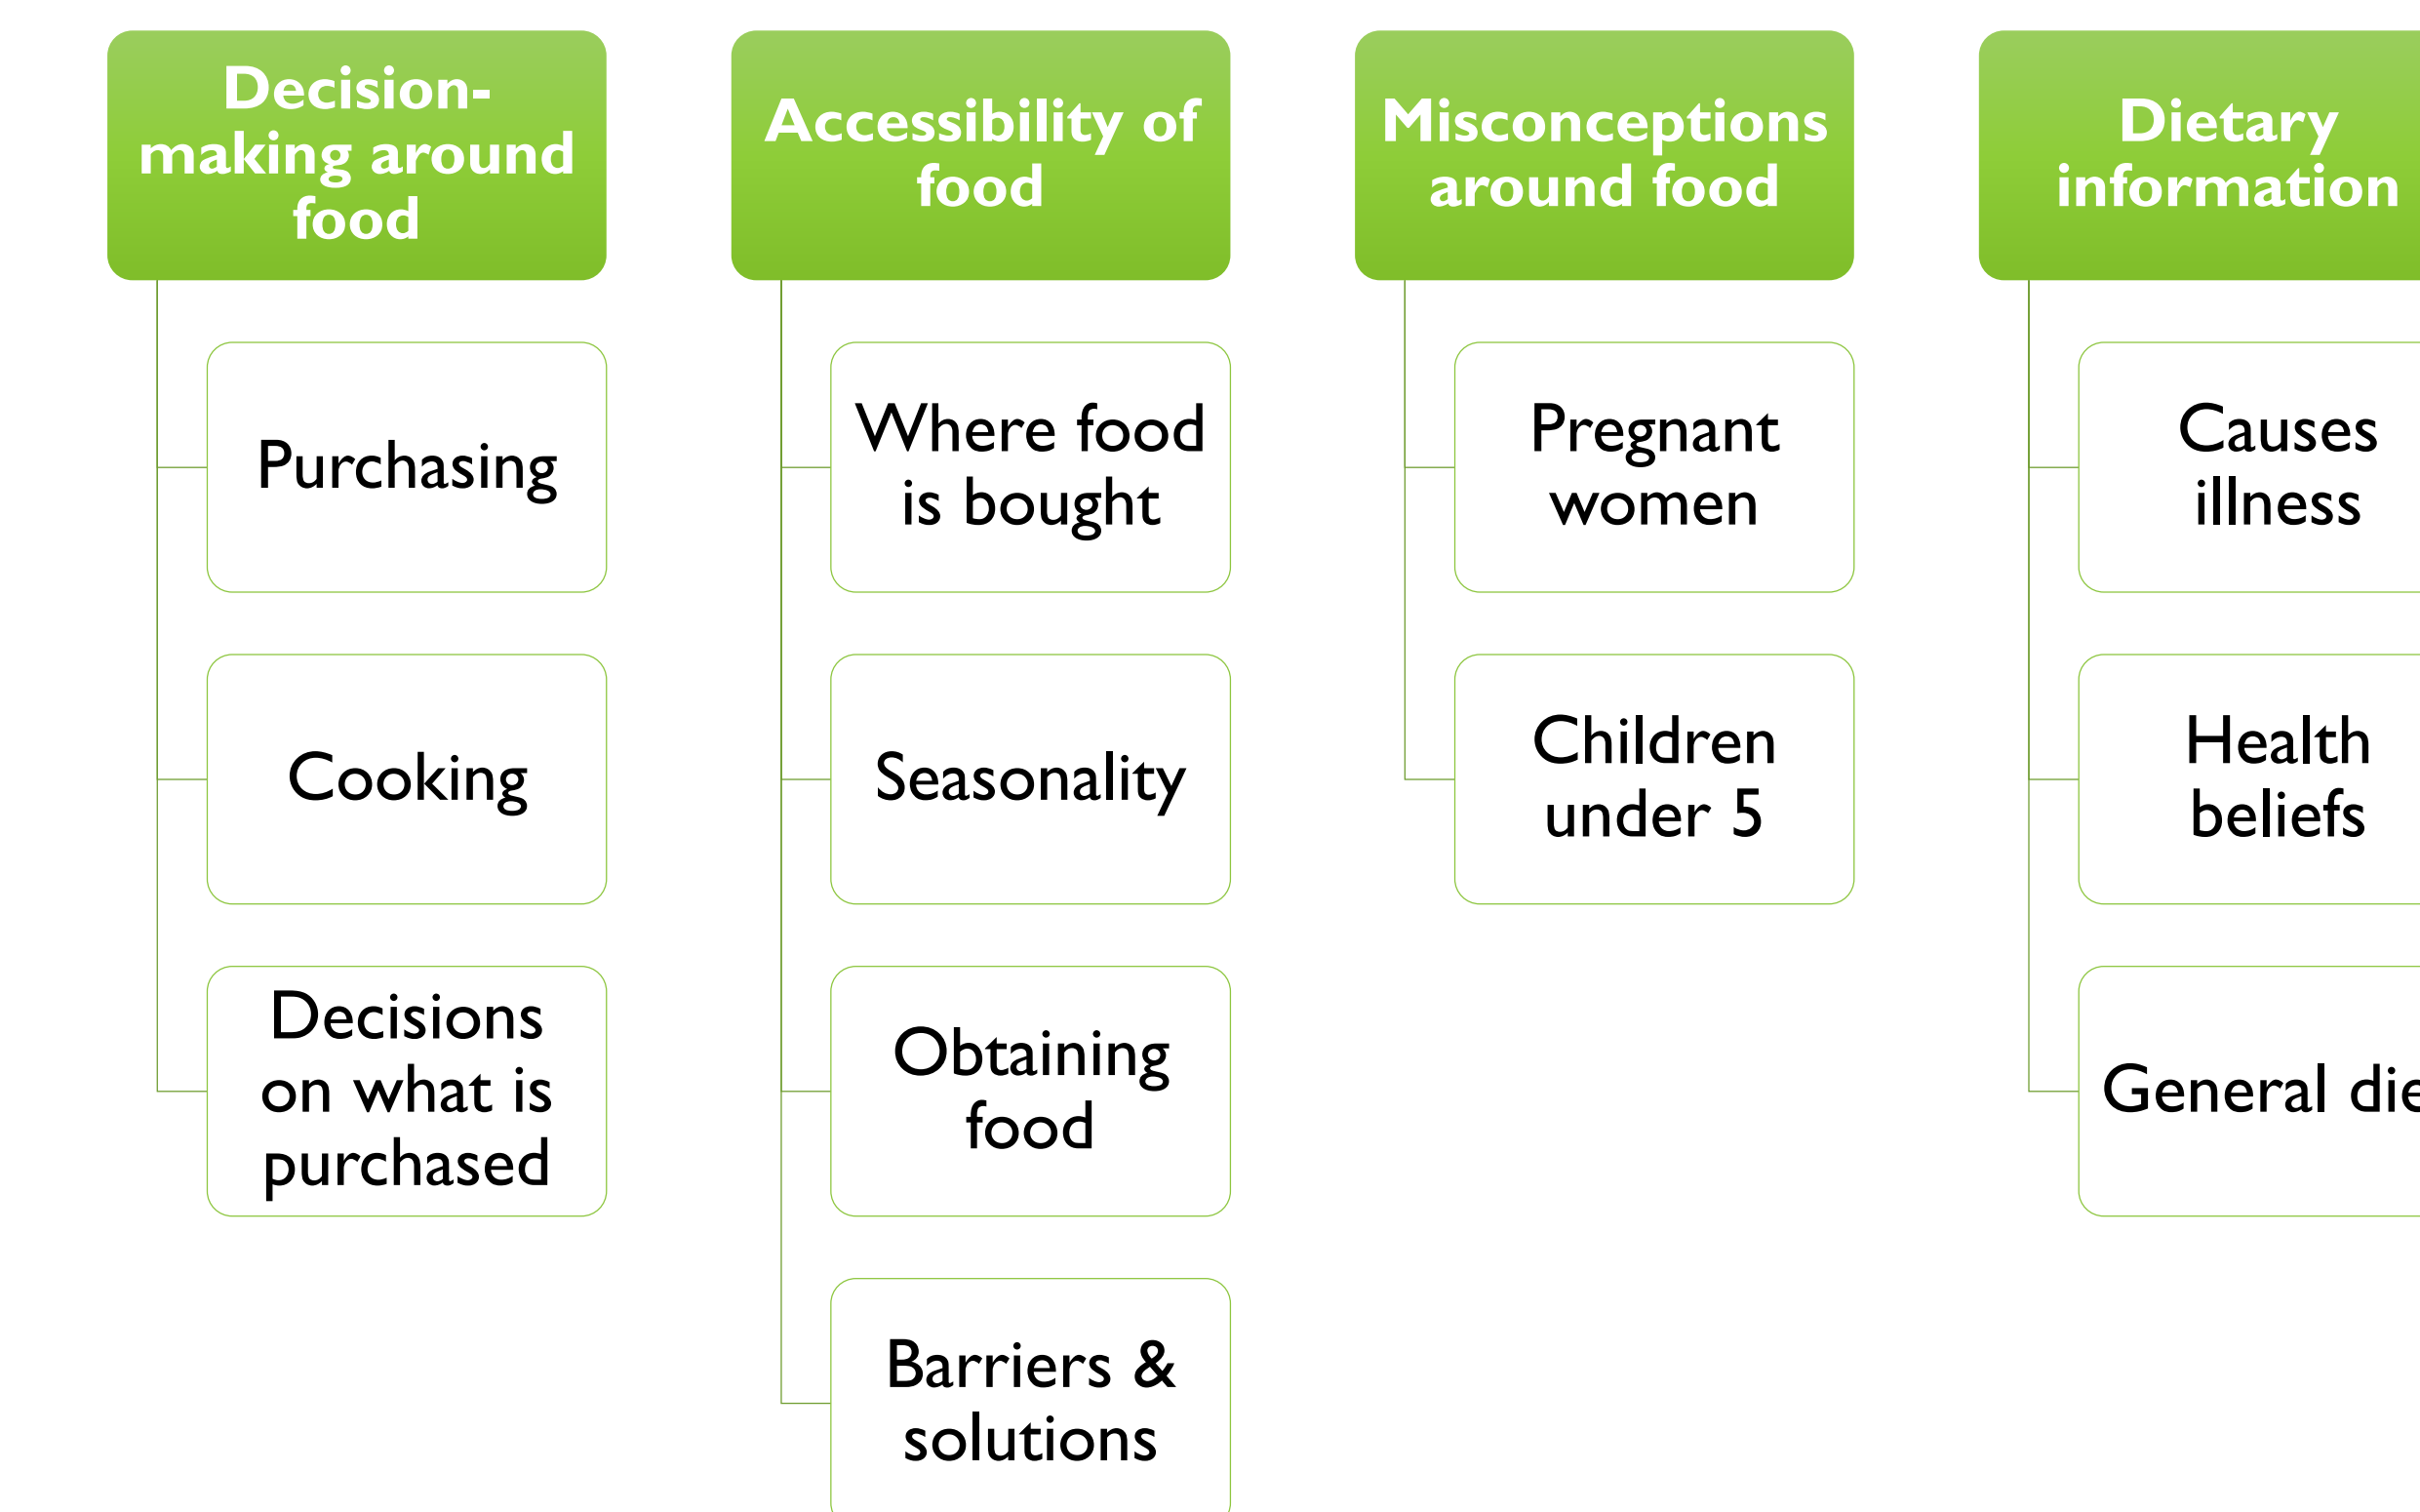 Decision-
making around
food
Purchasing
Cooking
Decisions
on what is
purchased
Accessibility of
food
Where food
is bought
Seasonality
Obtaining
food
Barriers &
solutions
Misconceptions
around food
Pregnant
women
Children
under 5
Dietary
information
Causes
illness
Health
beliefs
General